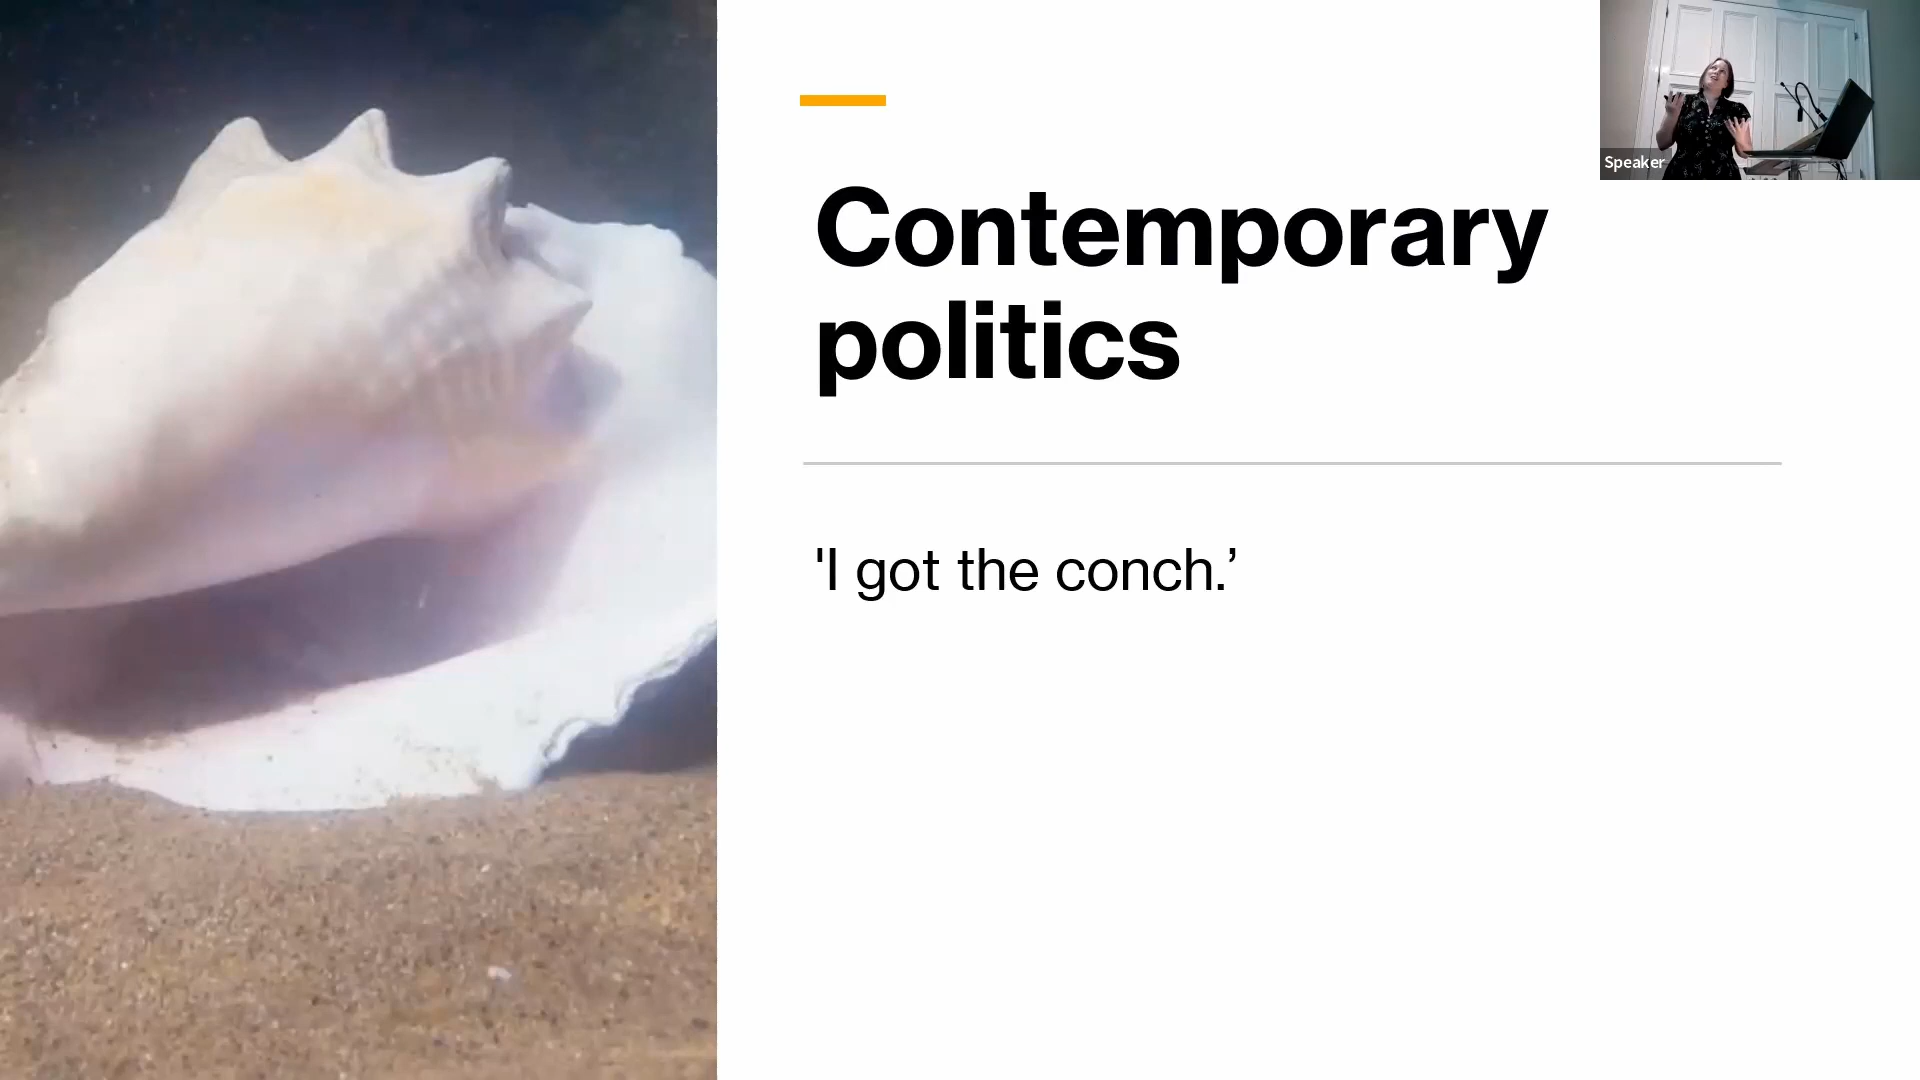 Contemporary
politics
'I got the conch.’
Speaker